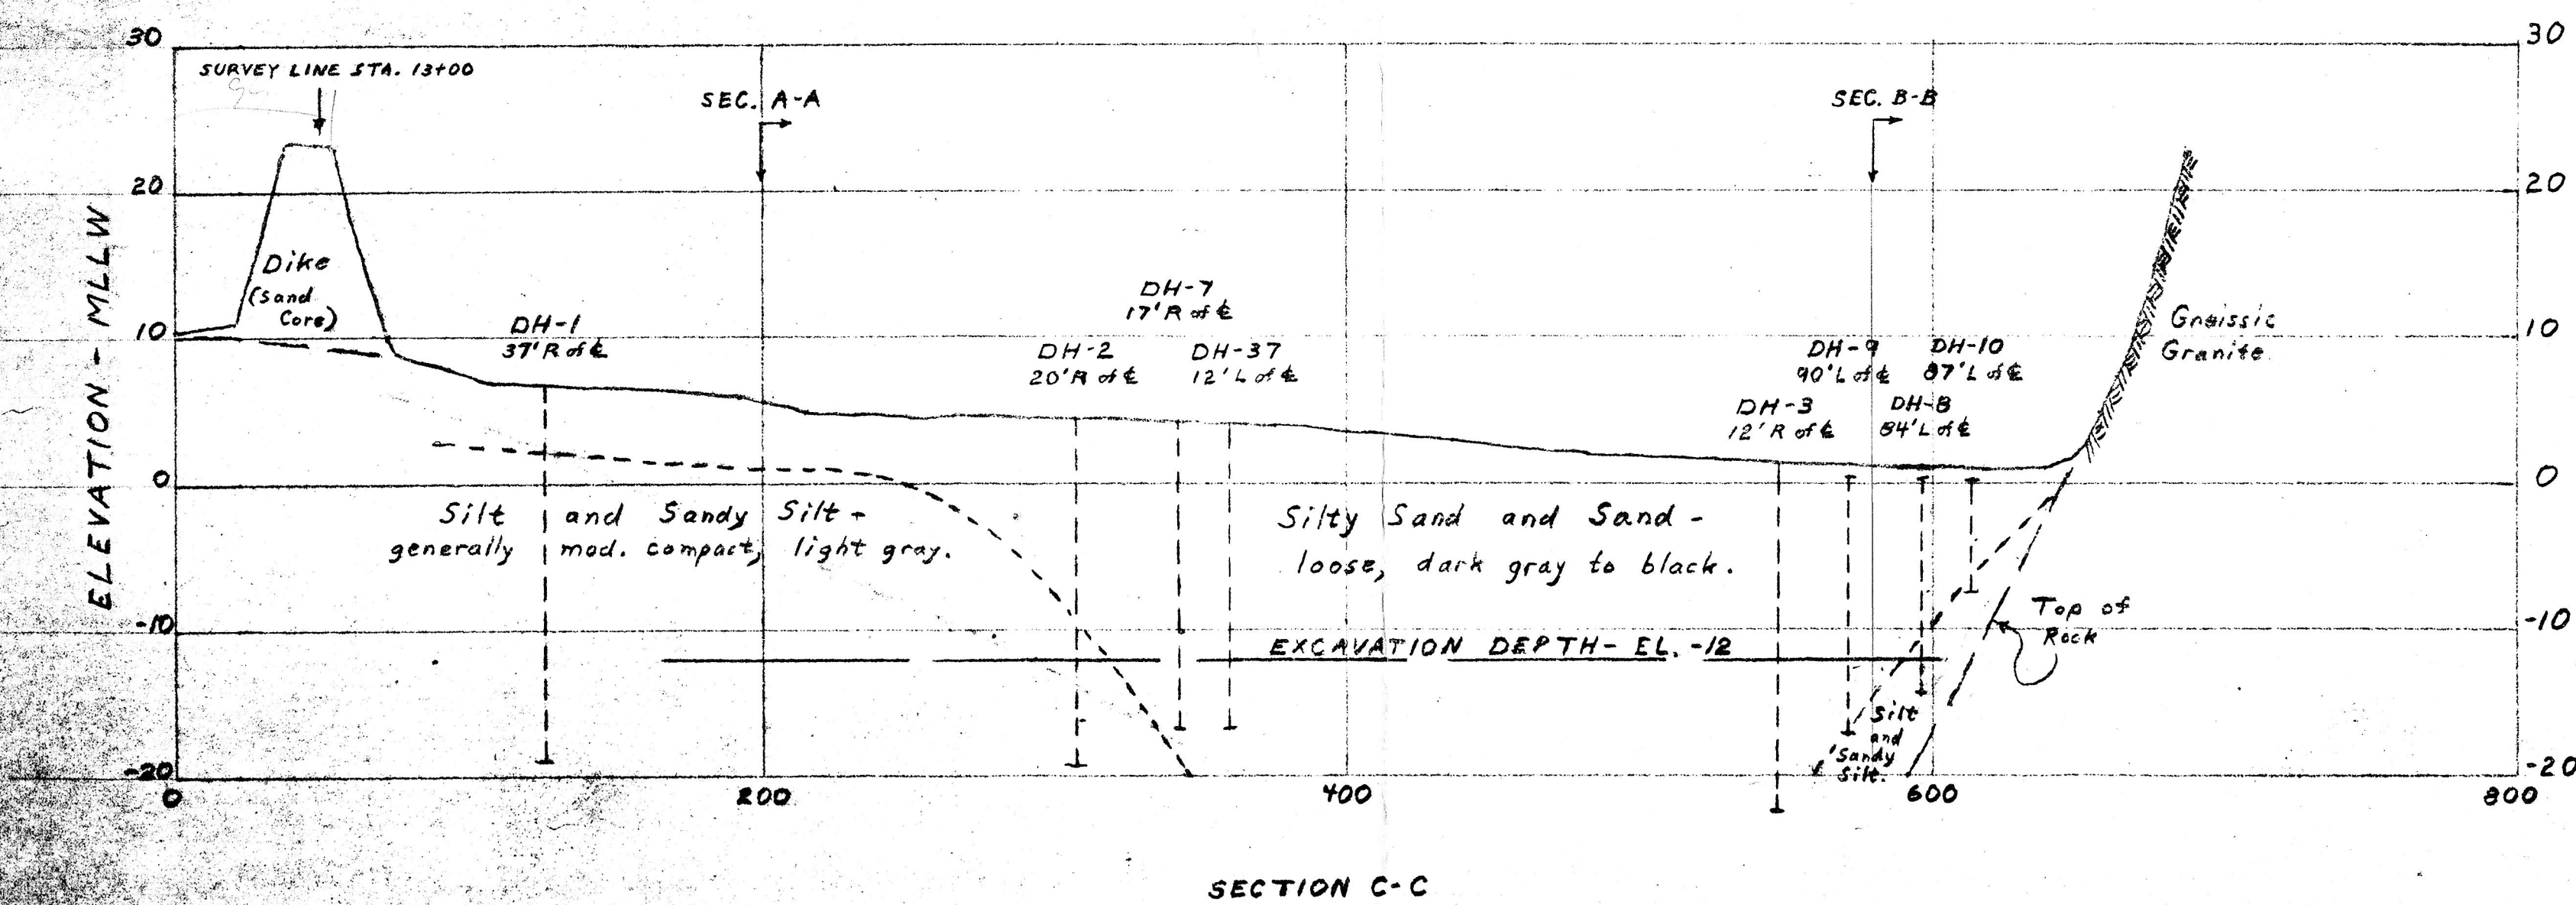 30
30
SURVEY LINE STA. 13+00
SEC. A-A
SEC. B-B
20
20
ELEVATION - MLLW
Dike
(Sand
Core)
10
10
DH-1
37'R of ℄
DH-7
17'R of ℄
DH-2
20'R of ℄
DH-37
12'L of ℄
DH-9
90'L of ℄
DH-10
87'L of ℄
DH-3
12'R of ℄
DH-8
84'L of ℄
Gneissic
Granite
0
0
Silt and Sandy Silt -
generally mod. compact, light gray.
Silty Sand and Sand -
loose, dark gray to black.
-10
-10
Top of
Rock
EXCAVATION DEPTH - EL. -12
Silt
and
Sandy
Silt.
-20
-20
0
200
400
600
800
SECTION C-C